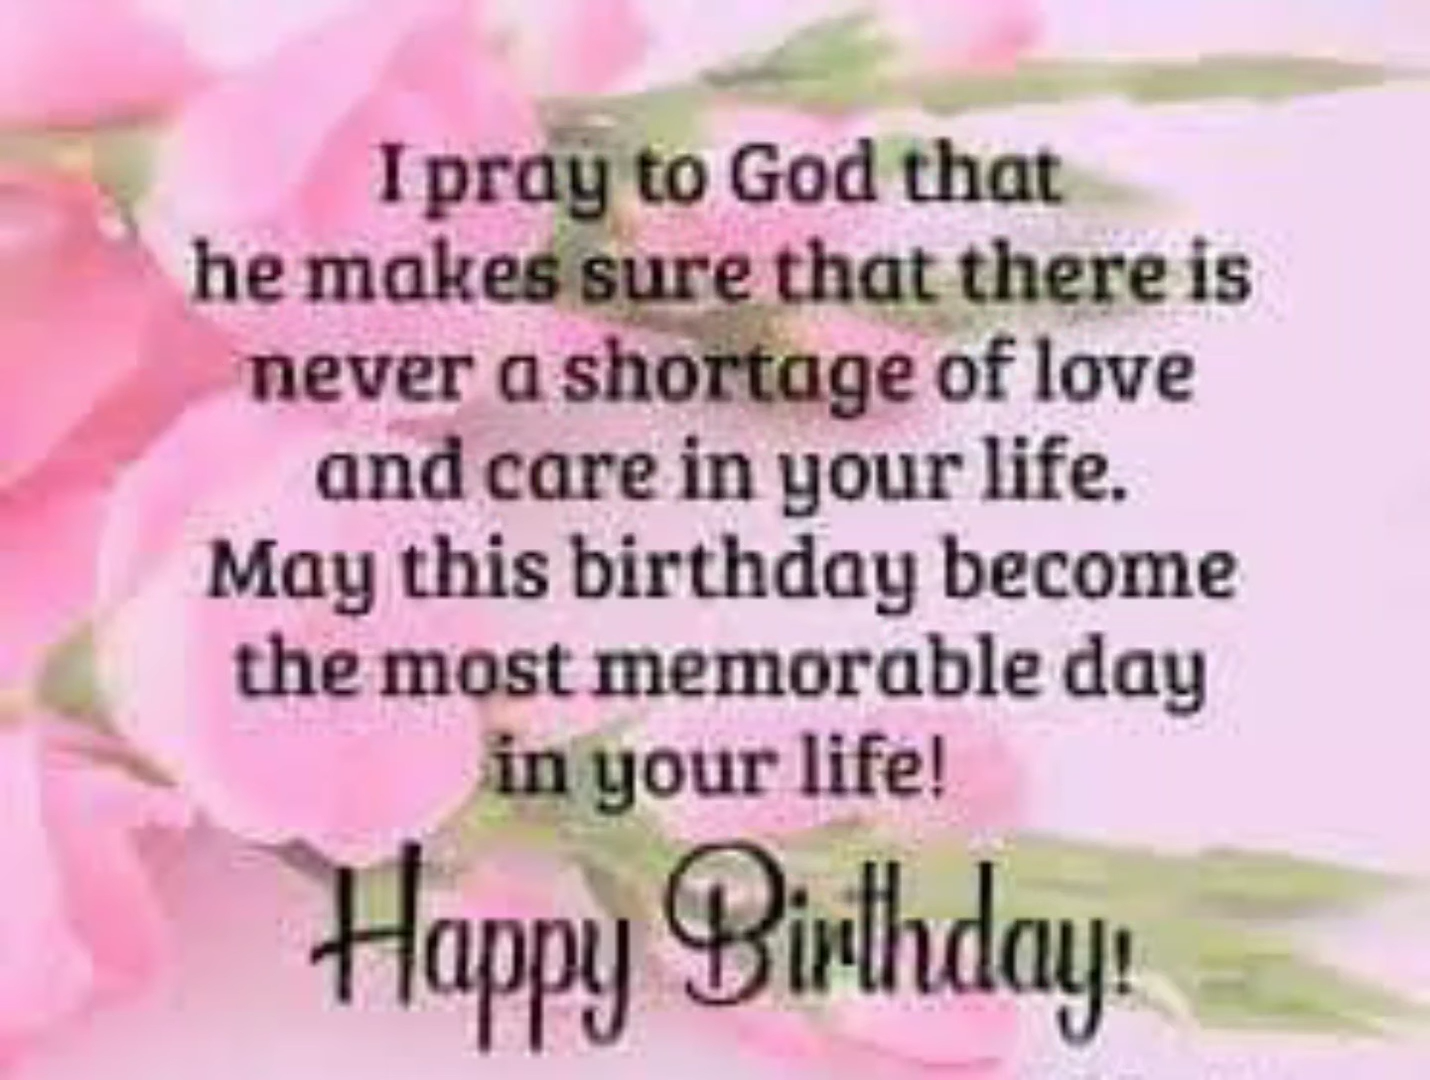 I pray to God that
he makes sure that there is
never a shortage of love
and care in your life.
May this birthday become
the most memorable day
in your life!
Happy Birthday!